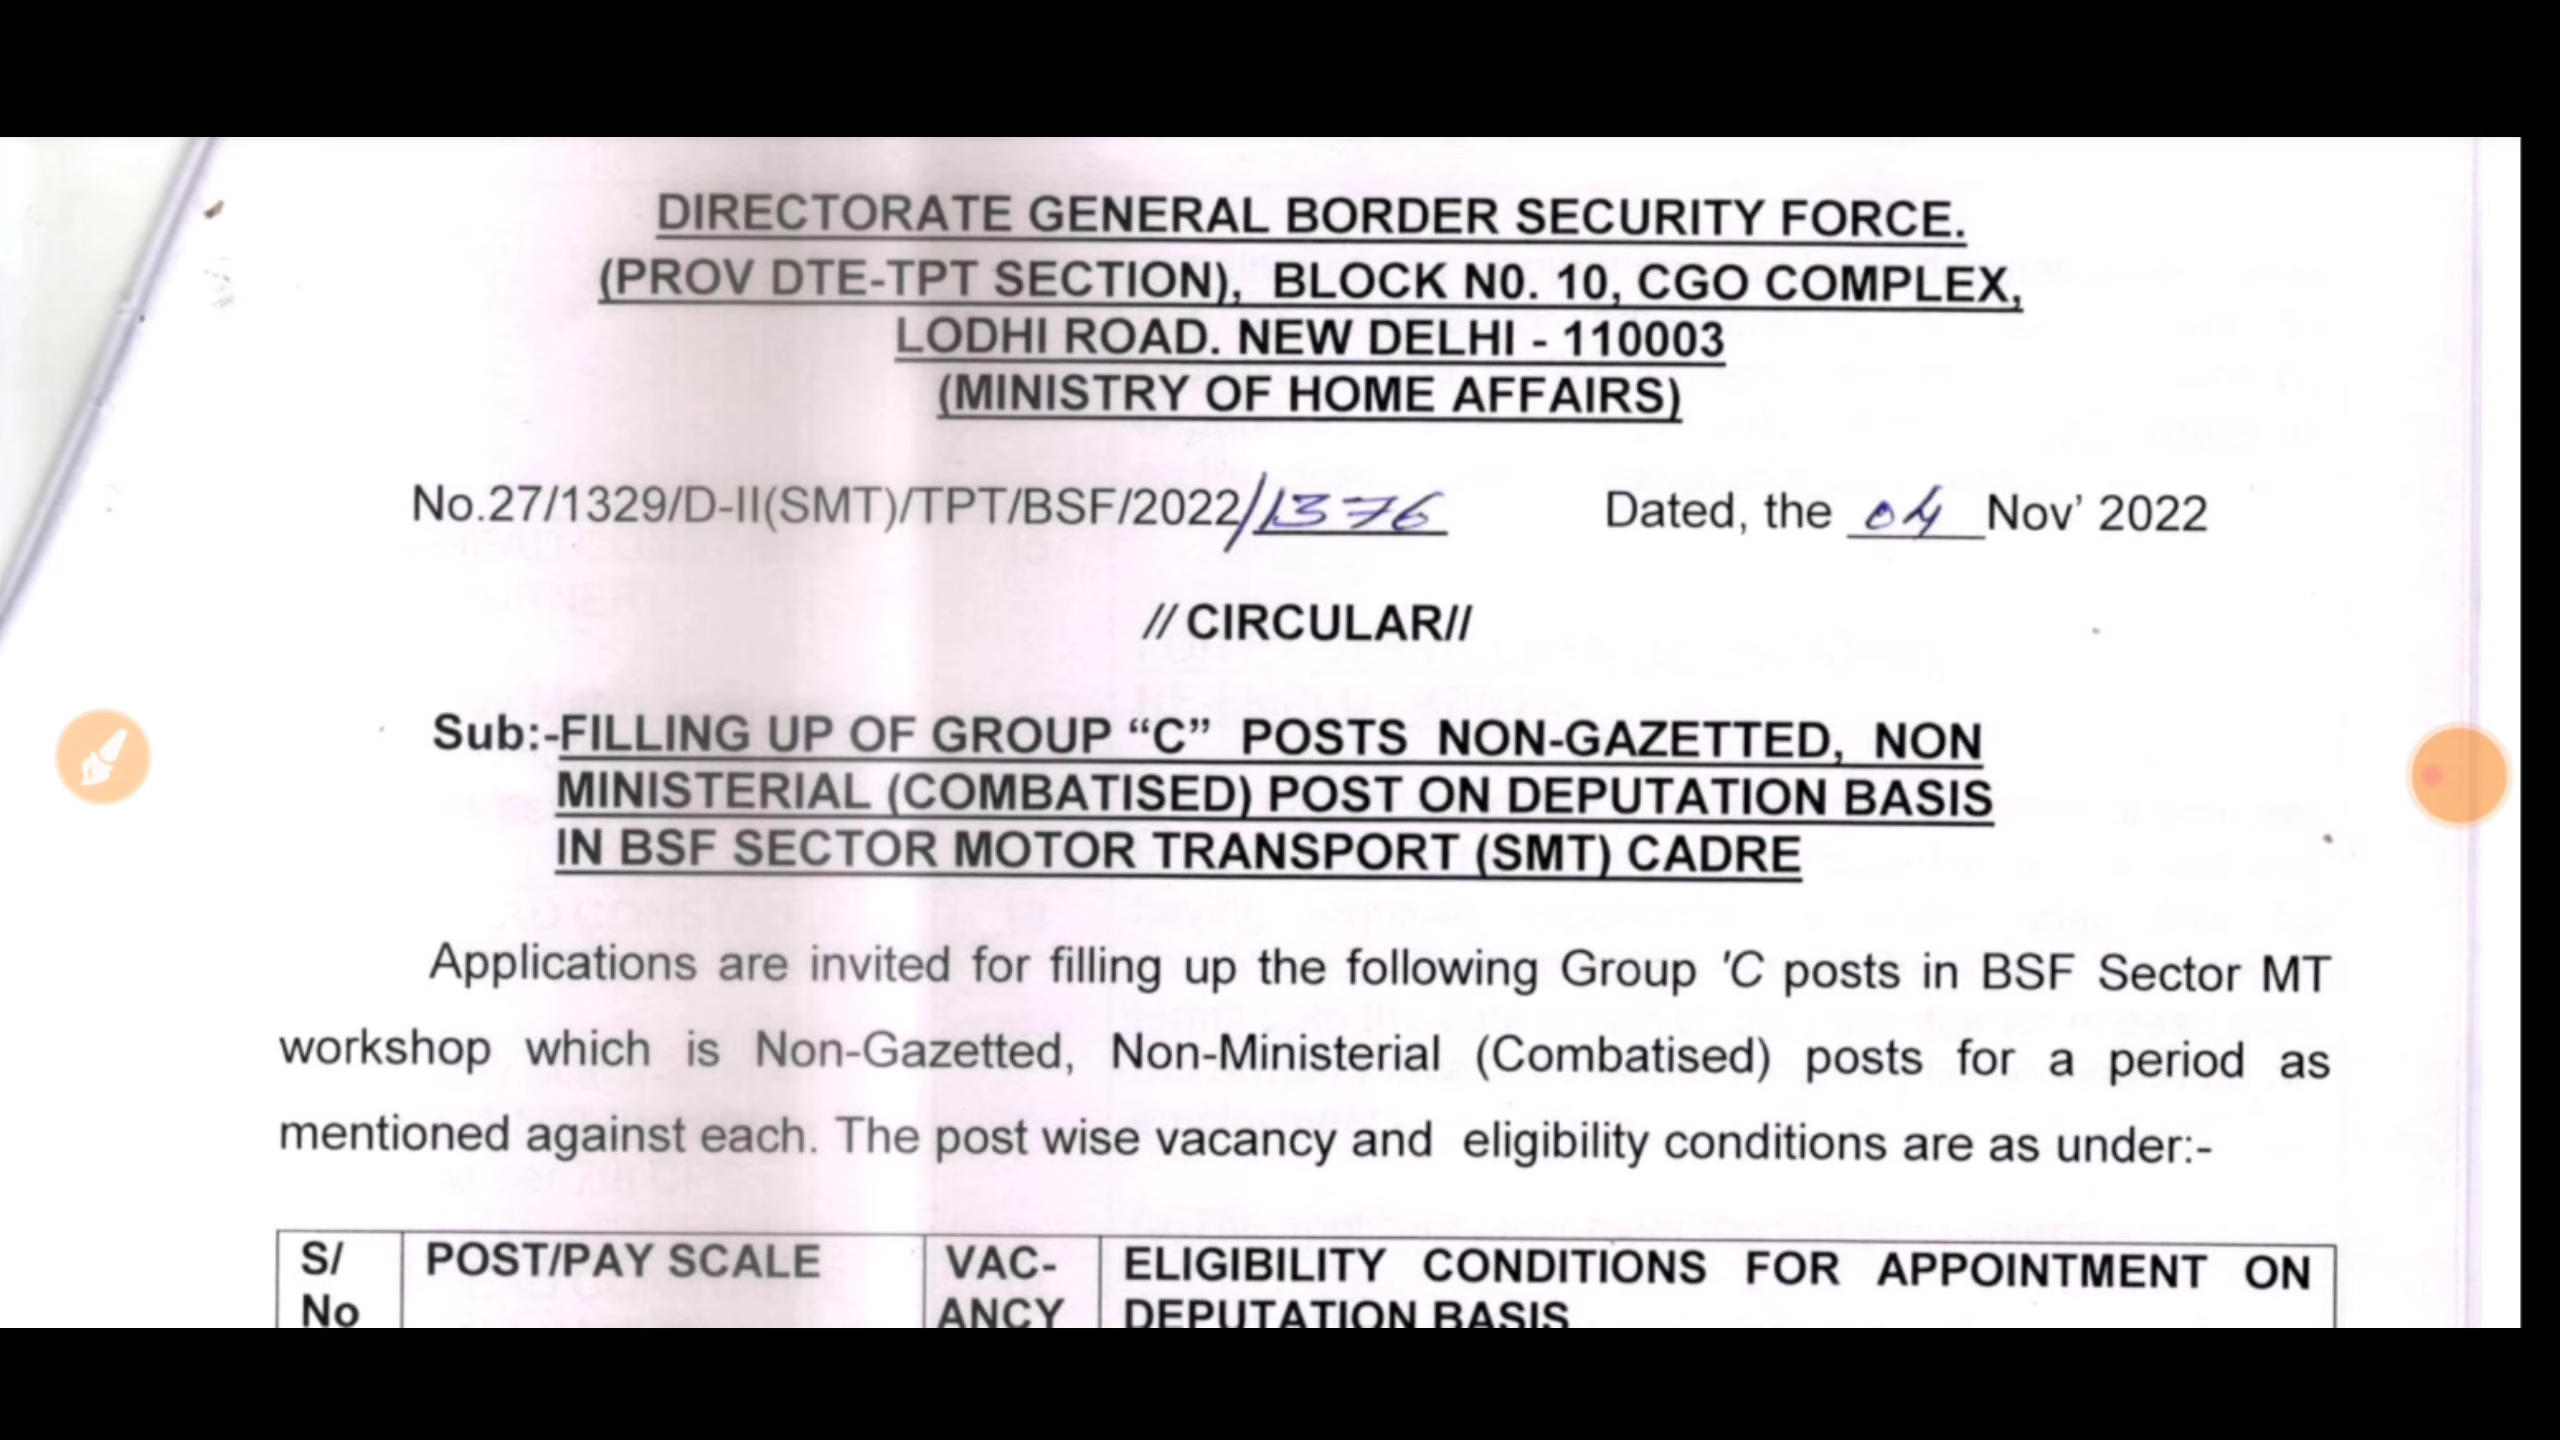 DIRECTORATE GENERAL BORDER SECURITY FORCE.
(PROV DTE-TPT SECTION), BLOCK N0. 10, CGO COMPLEX,
LODHI ROAD. NEW DELHI - 110003
(MINISTRY OF HOME AFFAIRS)
No.27/1329/D-II(SMT)/TPT/BSF/2022/1376 Dated, the 04 Nov' 2022
// CIRCULAR//
Sub:-FILLING UP OF GROUP “C” POSTS NON-GAZETTED, NON
MINISTERIAL (COMBATISED) POST ON DEPUTATION BASIS
IN BSF SECTOR MOTOR TRANSPORT (SMT) CADRE
Applications are invited for filling up the following Group 'C posts in BSF Sector MT
workshop which is Non-Gazetted, Non-Ministerial (Combatised) posts for a period as
mentioned against each. The post wise vacancy and eligibility conditions are as under:-
S/ POST/PAY SCALE VAC- ELIGIBILITY CONDITIONS FOR APPOINTMENT ON
No ANCY DEPUTATION BASIS